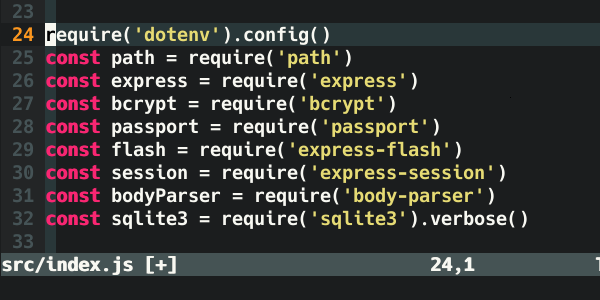 23
24 require('dotenv').config()
25 const path = require('path')
26 const express = require('express')
27 const bcrypt = require('bcrypt')
28 const passport = require('passport')
29 const flash = require('express-flash')
30 const session = require('express-session')
31 const bodyParser = require('body-parser')
32 const sqlite3 = require('sqlite3').verbose()
33
src/index.js [+] 24,1